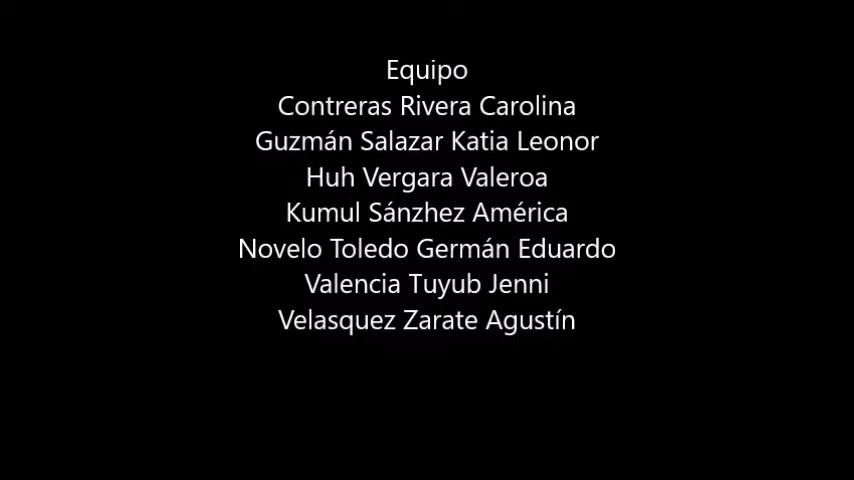 Equipo
Contreras Rivera Carolina
Guzmán Salazar Katia Leonor
Huh Vergara Valeroa
Kumul Sánzhez América
Novelo Toledo Germán Eduardo
Valencia Tuyub Jenni
Velasquez Zarate Agustín